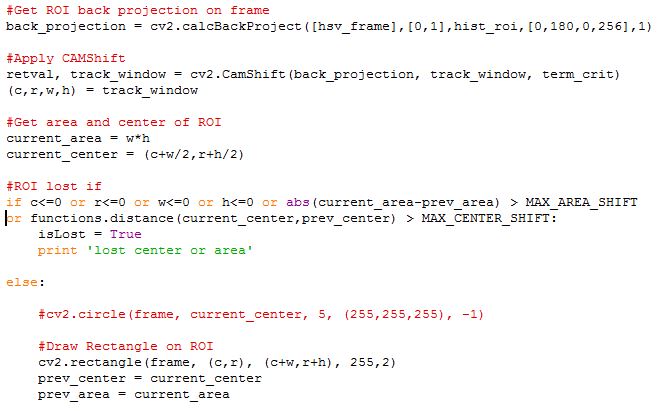 #Get ROI back projection on frame
back_projection = cv2.calcBackProject([hsv_frame],[0,1],hist_roi,[0,180,0,256],1)
#Apply CAMShift
retval, track_window = cv2.CamShift(back_projection, track_window, term_crit)
(c,r,w,h) = track_window
#Get area and center of ROI
current_area = w*h
current_center = (c+w/2,r+h/2)
#ROI lost if
if c<=0 or r<=0 or w<=0 or h<=0 or abs(current_area-prev_area) > MAX_AREA_SHIFT
or functions.distance(current_center,prev_center) > MAX_CENTER_SHIFT:
isLost = True
print 'lost center or area'
else:
#cv2.circle(frame, current_center, 5, (255,255,255), -1)
#Draw Rectangle on ROI
cv2.rectangle(frame, (c,r), (c+w,r+h), 255,2)
prev_center = current_center
prev_area = current_area